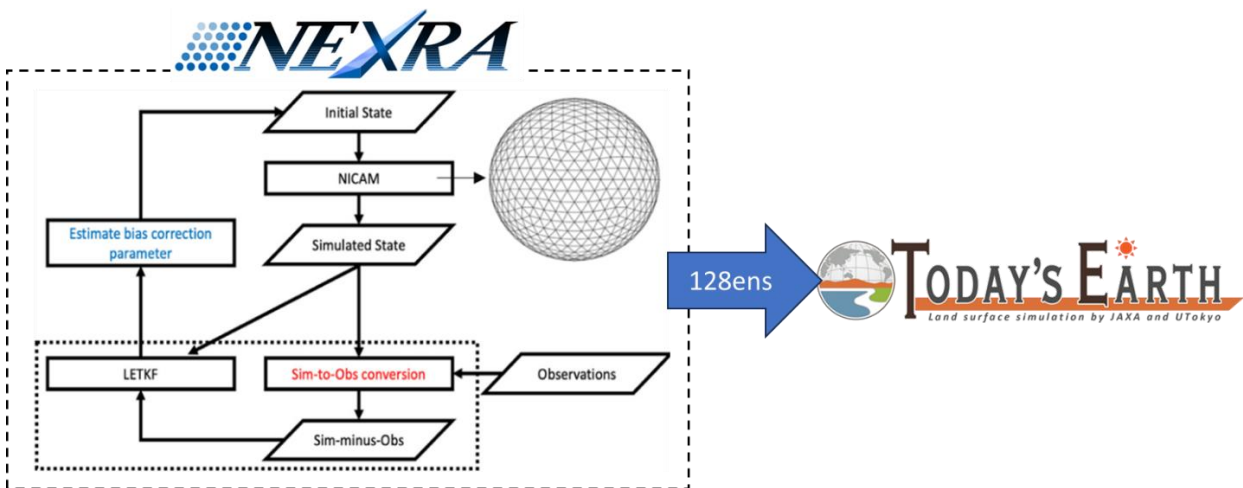 NEXRA
Initial State
NICAM
Estimate bias correction
parameter
Simulated State
128ens
TODAY'S EARTH
Land surface simulation by JAXA and UTokyo
LETKF
Sim-to-Obs conversion
Observations
Sim-minus-Obs